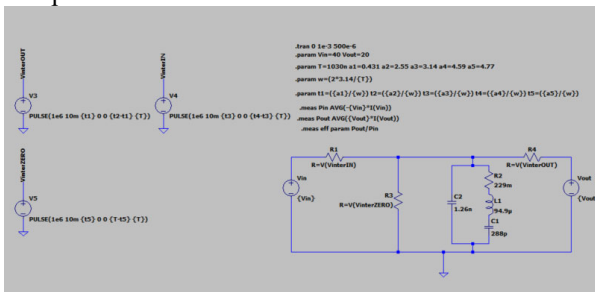 .tran 0 1e-3 500e-6
.param Vin=40 Vout=20
.param T=1030n a1=0.431 a2=2.55 a3=3.14 a4=4.59 a5=4.77
.param w={2*3.14/{T}}
.param t1={{a1}/{w}} t2={{a2}/{w}} t3={{a3}/{w}} t4={{a4}/{w}} t5={{a5}/{w}}
.meas Pin AVG(-{Vin}*I(Vin))
.meas Pout AVG({Vout}*I(Vout))
.meas eff param Pout/Pin
VinterOUT
V3
PULSE(1e6 10m {t1} 0 0 {t2-t1} {T})
VinterIN
V4
PULSE(1e6 10m {t3} 0 0 {t4-t3} {T})
VinterZERO
V5
PULSE(1e6 10m {t5} 0 0 {T-t5} {T})
R1
R=V(VinterIN)
R4
R=V(VinterOUT)
Vin
{Vin}
R3
R=V(VinterZERO)
C2
1.26n
R2
229m
L1
94.9µ
C1
288p
Vout
{Vout